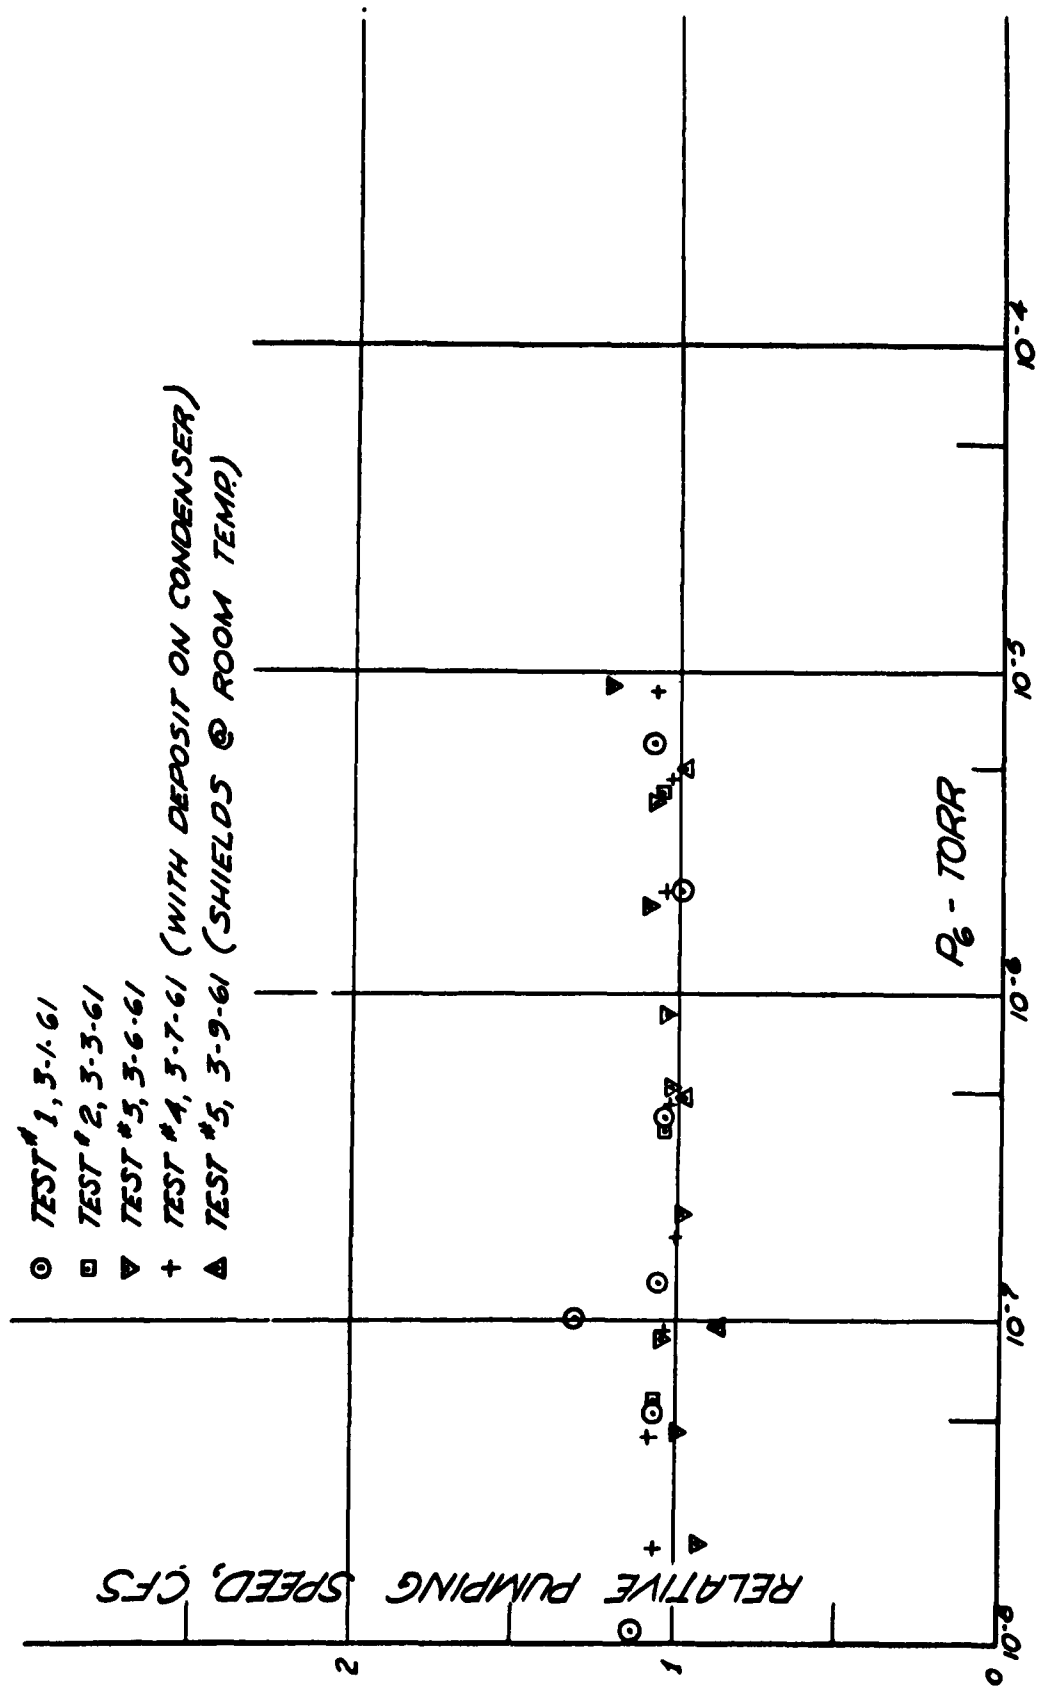 ⊙ TEST # 1, 3-1-61
⊡ TEST # 2, 3-3-61
▽ TEST # 3, 3-6-61
+ TEST # 4, 3-7-61 (WITH DEPOSIT ON CONDENSER)
△ TEST # 5, 3-9-61 (SHIELDS @ ROOM TEMP.)
RELATIVE PUMPING SPEED, CFS
2
1
0
10-8
10-7
10-6
10-5
10-4
P6 - TORR